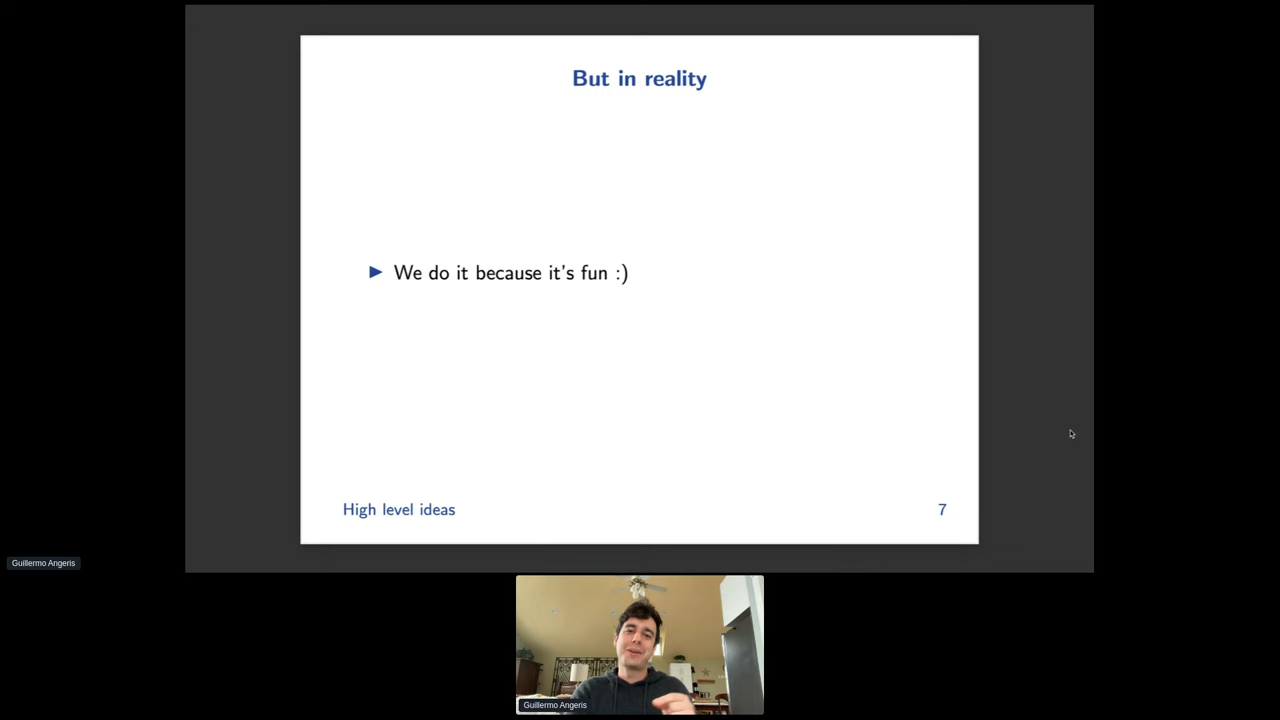 But in reality
▶ We do it because it's fun :)
High level ideas
7
Guillermo Angeris
Guillermo Angeris